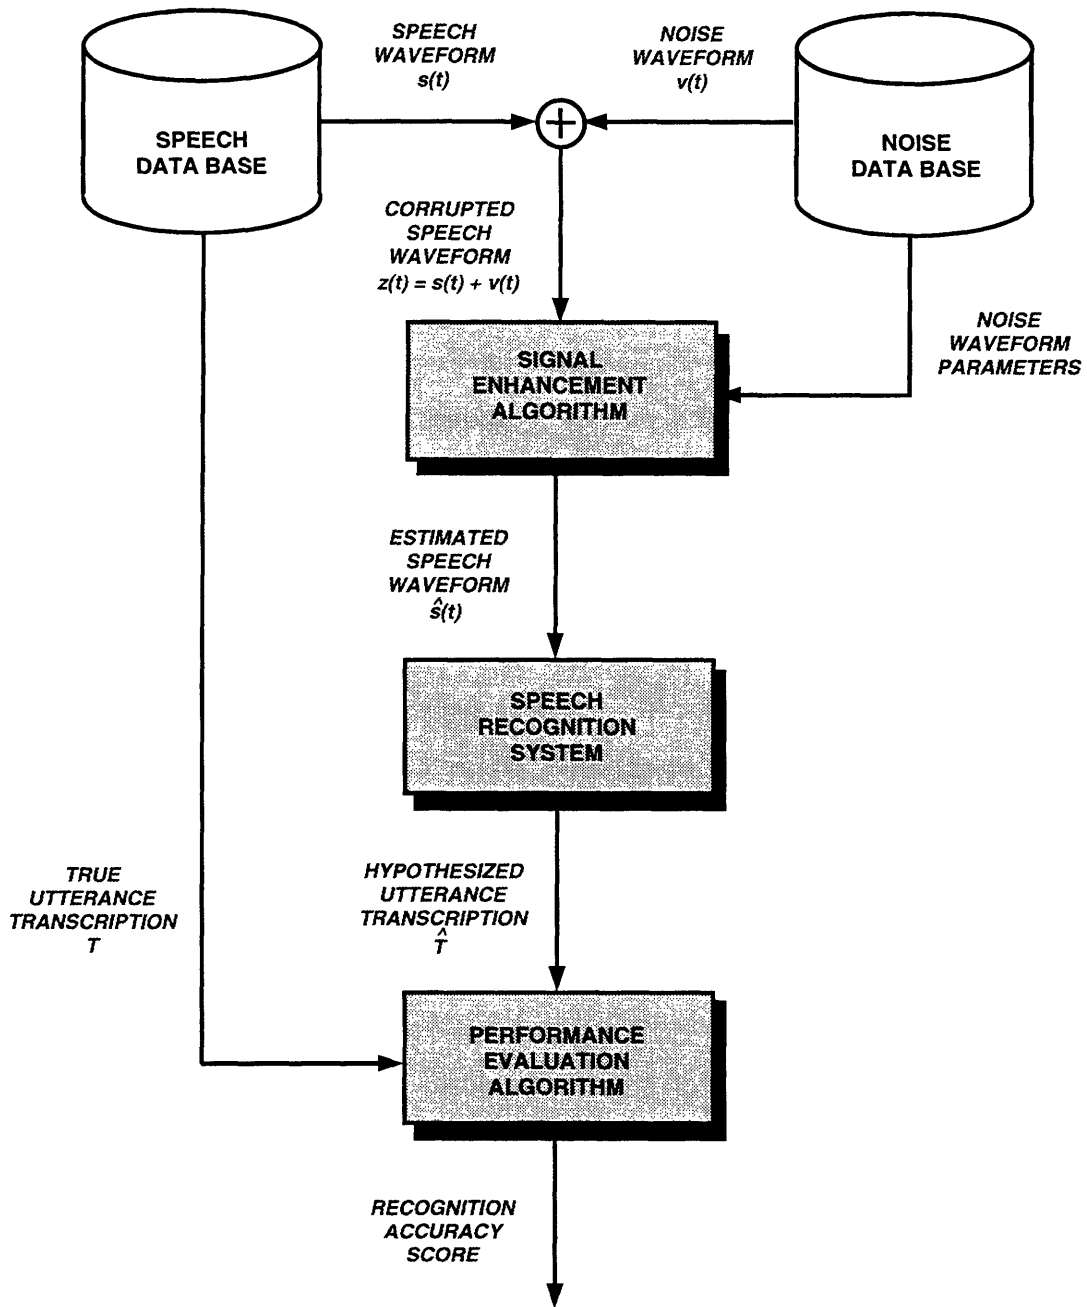 SPEECH
WAVEFORM
s(t)
NOISE
WAVEFORM
v(t)
SPEECH
DATA BASE
+
NOISE
DATA BASE
CORRUPTED
SPEECH
WAVEFORM
z(t) = s(t) + v(t)
SIGNAL
ENHANCEMENT
ALGORITHM
NOISE
WAVEFORM
PARAMETERS
ESTIMATED
SPEECH
WAVEFORM
ŝ(t)
SPEECH
RECOGNITION
SYSTEM
TRUE
UTTERANCE
TRANSCRIPTION
T
HYPOTHESIZED
UTTERANCE
TRANSCRIPTION
T̂
PERFORMANCE
EVALUATION
ALGORITHM
RECOGNITION
ACCURACY
SCORE